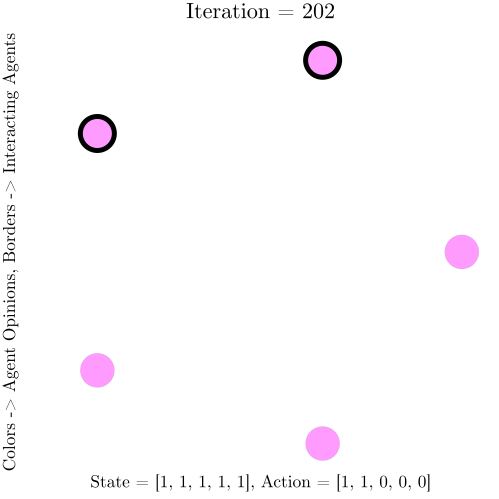 Iteration = 202
Colors -> Agent Opinions, Borders -> Interacting Agents
State = [1, 1, 1, 1, 1], Action = [1, 1, 0, 0, 0]